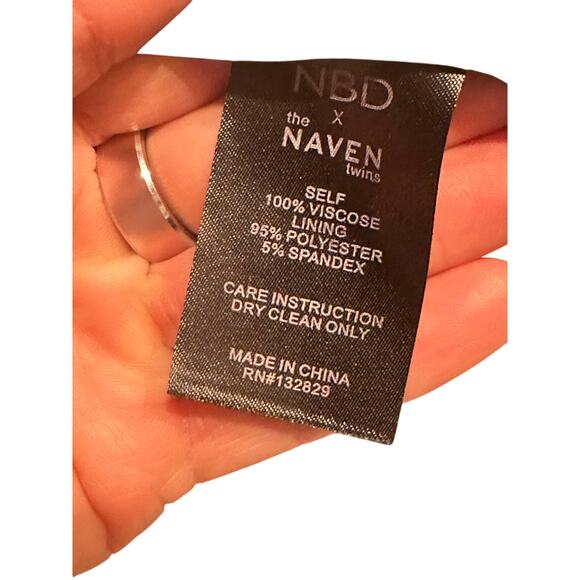 NBD
X
the
NAVEN
twins
SELF
100% VISCOSE
LINING
95% POLYESTER
5% SPANDEX
CARE INSTRUCTION
DRY CLEAN ONLY
MADE IN CHINA
RN#132829